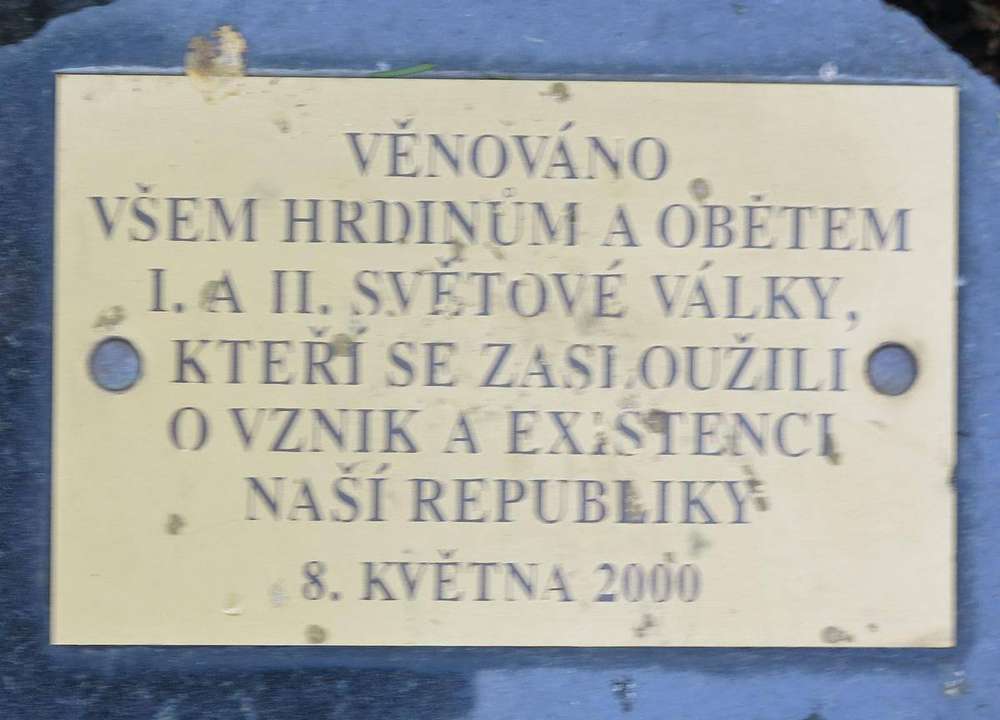 VĚNOVÁNO
VŠEM HRDINŮM A OBĚTEM
I. A II. SVĚTOVÉ VÁLKY,
KTEŘÍ SE ZASLOUŽILI
O VZNIK A EXISTENCI
NAŠÍ REPUBLIKY
8. KVĚTNA 2000